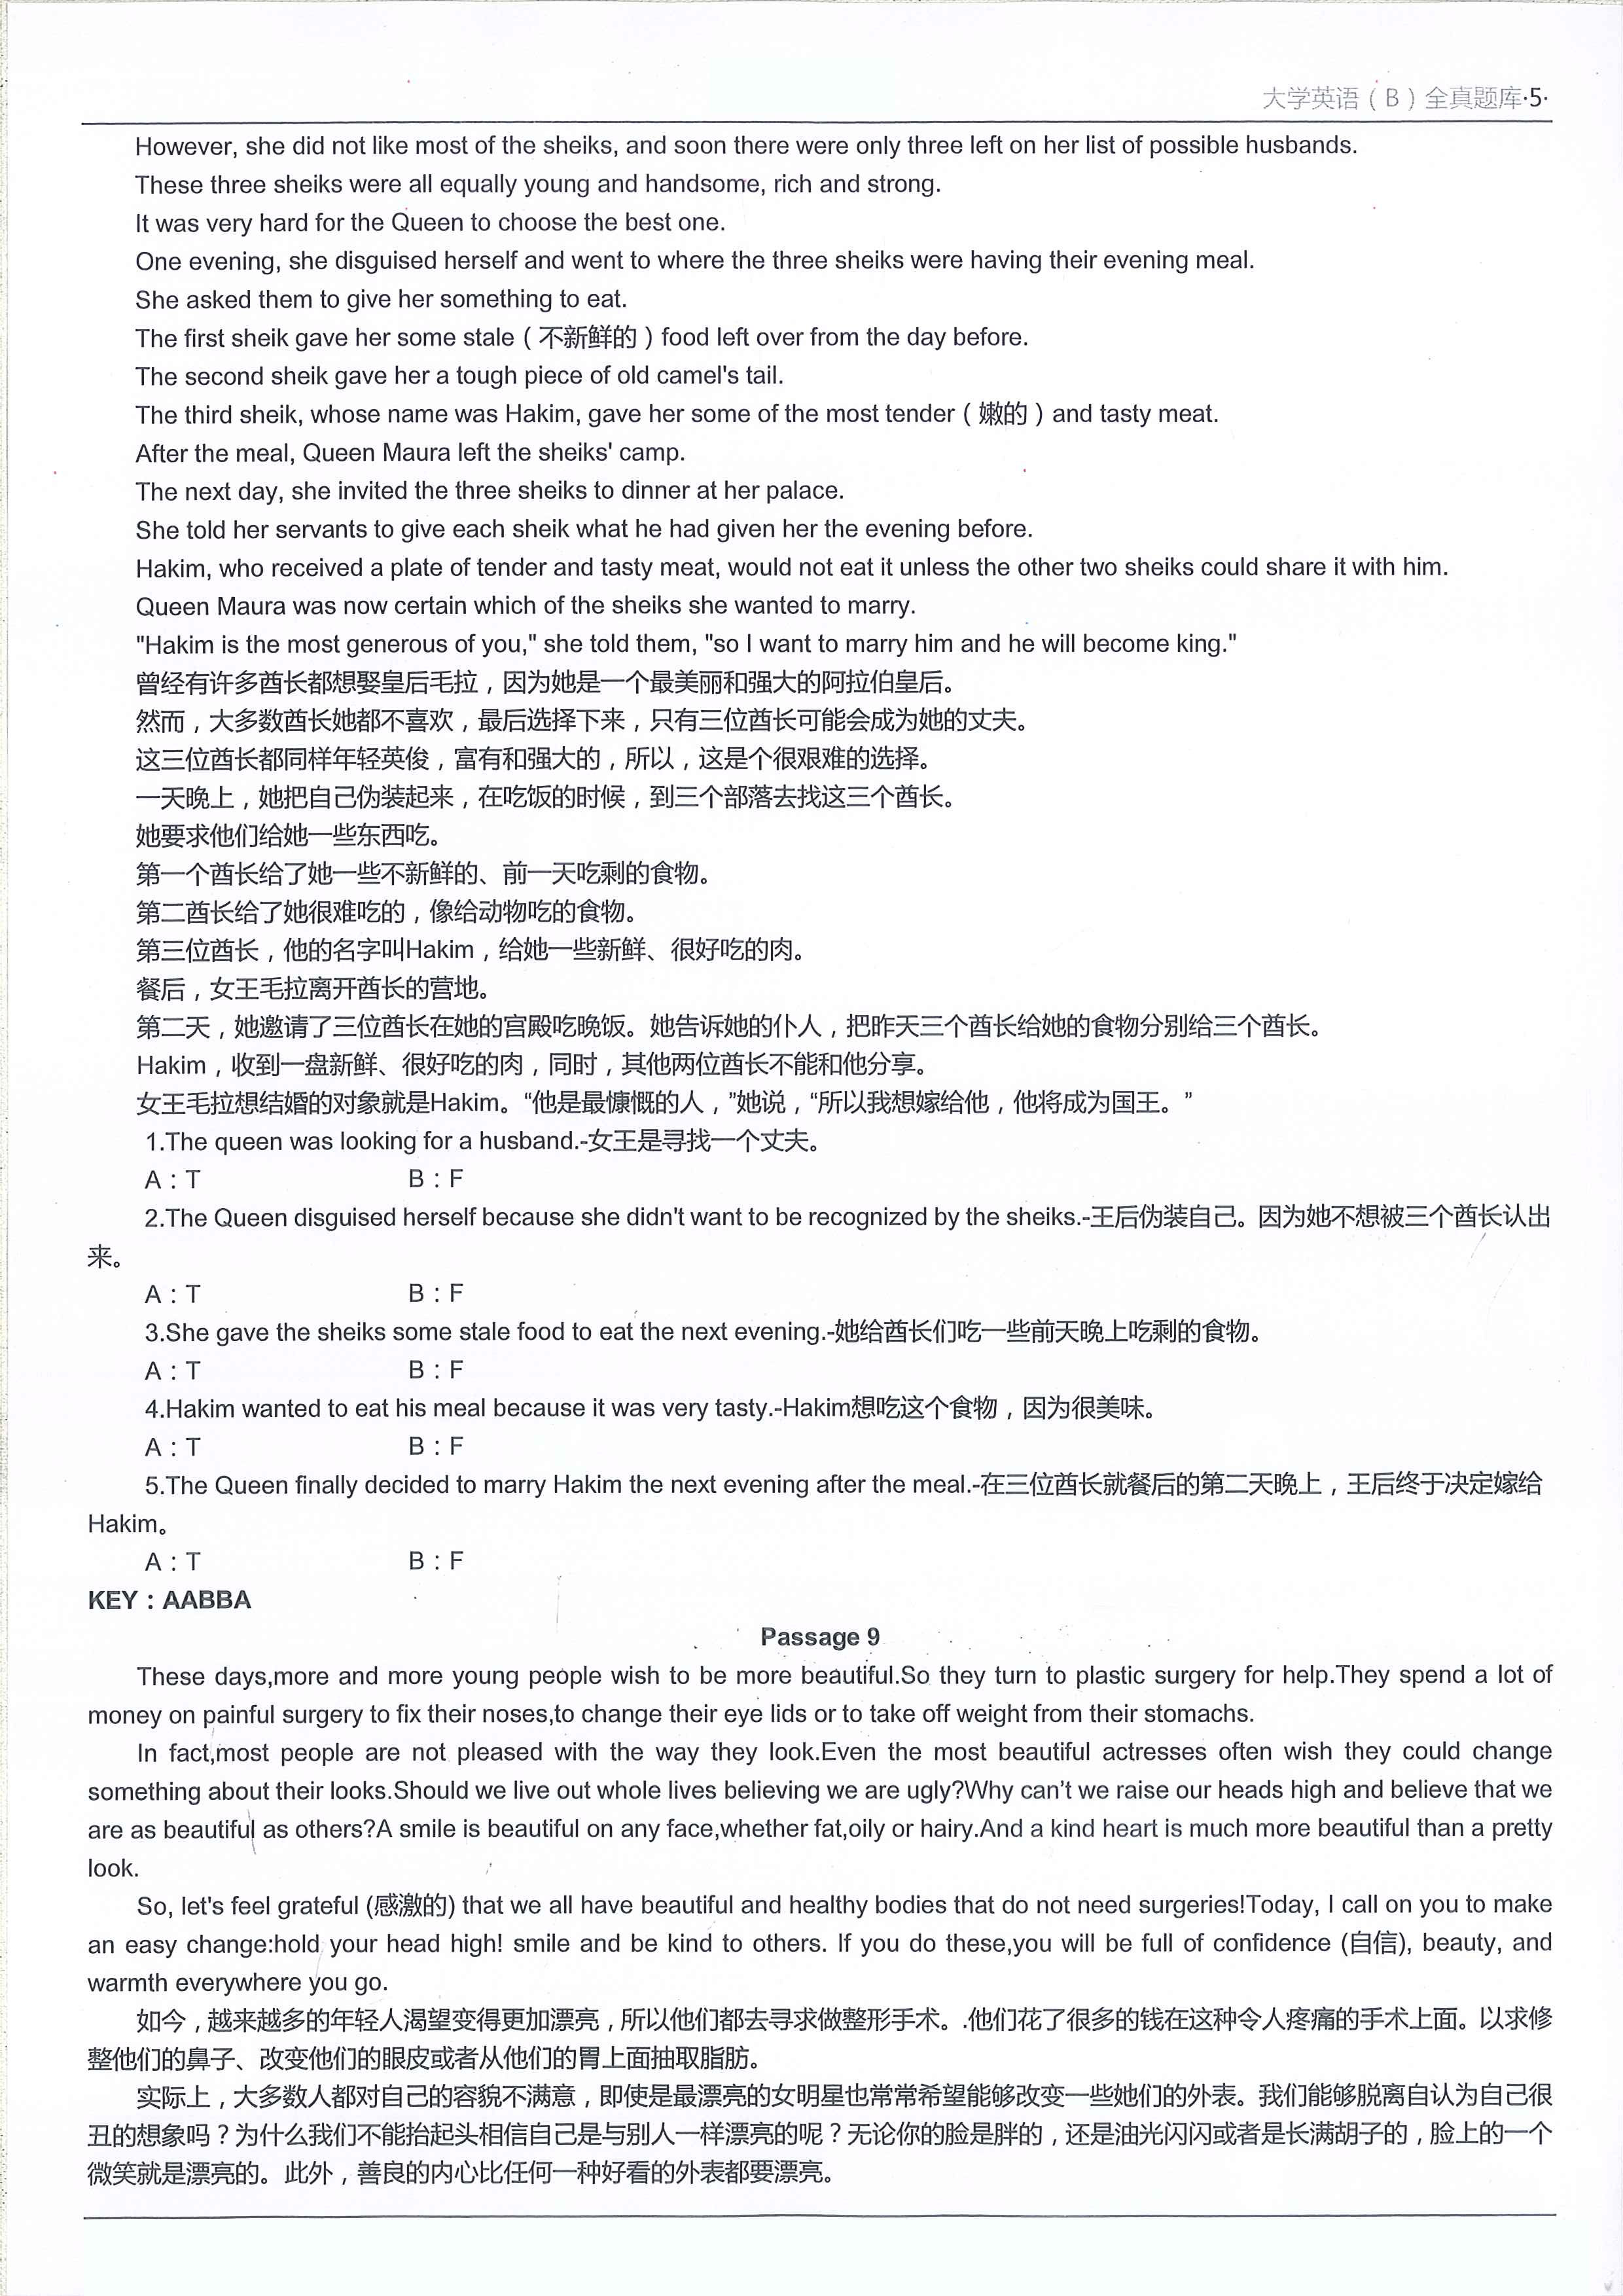 大学英语（B）全真题库·5·
However, she did not like most of the sheiks, and soon there were only three left on her list of possible husbands.
These three sheiks were all equally young and handsome, rich and strong.
It was very hard for the Queen to choose the best one.
One evening, she disguised herself and went to where the three sheiks were having their evening meal.
She asked them to give her something to eat.
The first sheik gave her some stale（不新鲜的）food left over from the day before.
The second sheik gave her a tough piece of old camel's tail.
The third sheik, whose name was Hakim, gave her some of the most tender（嫩的）and tasty meat.
After the meal, Queen Maura left the sheiks' camp.
The next day, she invited the three sheiks to dinner at her palace.
She told her servants to give each sheik what he had given her the evening before.
Hakim, who received a plate of tender and tasty meat, would not eat it unless the other two sheiks could share it with him.
Queen Maura was now certain which of the sheiks she wanted to marry.
"Hakim is the most generous of you," she told them, "so I want to marry him and he will become king."
曾经有许多酋长都想娶皇后毛拉，因为她是一个最美丽和强大的阿拉伯皇后。
然而，大多数酋长她都不喜欢，最后选择下来，只有三位酋长可能会成为她的丈夫。
这三位酋长都同样年轻英俊，富有和强大的，所以，这是个很艰难的选择。
一天晚上，她把自己伪装起来，在吃饭的时候，到三个部落去找这三个酋长。
她要求他们给她一些东西吃。
第一个酋长给了她一些不新鲜的、前一天吃剩的食物。
第二酋长给了她很难吃的，像给动物吃的食物。
第三位酋长，他的名字叫Hakim，给她一些新鲜、很好吃的肉。
餐后，女王毛拉离开酋长的营地。
第二天，她邀请了三位酋长在她的宫殿吃晚饭。她告诉她的仆人，把昨天三个酋长给她的食物分别给三个酋长。
Hakim，收到一盘新鲜、很好吃的肉，同时，其他两位酋长不能和他分享。
女王毛拉想结婚的对象就是Hakim。“他是最慷慨的人，”她说，“所以我想嫁给他，他将成为国王。”
1.The queen was looking for a husband.-女王是寻找一个丈夫。
A：T B：F
2.The Queen disguised herself because she didn't want to be recognized by the sheiks.-王后伪装自己。因为她不想被三个酋长认出
来。
A：T B：F
3.She gave the sheiks some stale food to eat the next evening.-她给酋长们吃一些前天晚上吃剩的食物。
A：T B：F
4.Hakim wanted to eat his meal because it was very tasty.-Hakim想吃这个食物，因为很美味。
A：T B：F
5.The Queen finally decided to marry Hakim the next evening after the meal.-在三位酋长就餐后的第二天晚上，王后终于决定嫁给
Hakim。
A：T B：F
KEY：AABBA
Passage 9
These days,more and more young people wish to be more beautiful.So they turn to plastic surgery for help.They spend a lot of
money on painful surgery to fix their noses,to change their eye lids or to take off weight from their stomachs.
In fact,most people are not pleased with the way they look.Even the most beautiful actresses often wish they could change
something about their looks.Should we live out whole lives believing we are ugly?Why can't we raise our heads high and believe that we
are as beautiful as others?A smile is beautiful on any face,whether fat,oily or hairy.And a kind heart is much more beautiful than a pretty
look.
So, let's feel grateful (感激的) that we all have beautiful and healthy bodies that do not need surgeries!Today, I call on you to make
an easy change:hold your head high! smile and be kind to others. If you do these,you will be full of confidence (自信), beauty, and
warmth everywhere you go.
如今，越来越多的年轻人渴望变得更加漂亮，所以他们都去寻求做整形手术。.他们花了很多的钱在这种令人疼痛的手术上面。以求修
整他们的鼻子、改变他们的眼皮或者从他们的胃上面抽取脂肪。
实际上，大多数人都对自己的容貌不满意，即使是最漂亮的女明星也常常希望能够改变一些她们的外表。我们能够脱离自认为自己很
丑的想象吗？为什么我们不能抬起头相信自己是与别人一样漂亮的呢？无论你的脸是胖的，还是油光闪闪或者是长满胡子的，脸上的一个
微笑就是漂亮的。此外，善良的内心比任何一种好看的外表都要漂亮。